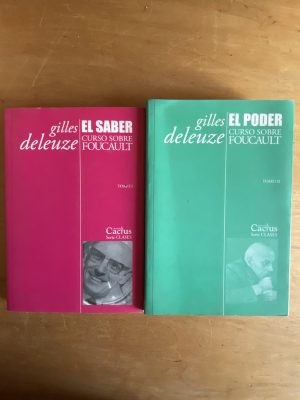 gilles
deleuze
EL SABER
CURSO SOBRE
FOUCAULT
TOMO I
Cactus
Serie CLASES
gilles
deleuze
EL PODER
CURSO SOBRE
FOUCAULT
TOMO II
Cactus
Serie CLASES